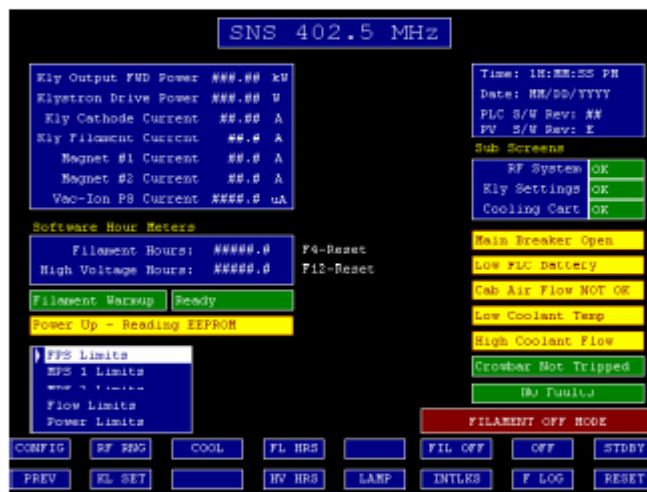 SNS 402.5 MHz
Kly Output FWD Power ###.## kW
Klystron Drive Power ###.## W
Kly Cathode Current ##.## A
Kly Filament Current ##.# A
Magnet #1 Current ##.# A
Magnet #2 Current ##.# A
Vac-Ion PS Current ####.# uA
Time: 1H:MM:SS PM
Date: MM/DD/YYYY
PLC S/W Rev: ##
PV S/W Rev:
Sub Screens
RF System OK
Kly Settings OK
Cooling Cart OK
Software Hour Meters
Filament Hours: #####.# F4-Reset
High Voltage Hours: #####.# F12-Reset
Filament Warmup Ready
Power Up - Reading EEPROM
Main Breaker Open
Low PLC Battery
Cab Air Flow NOT OK
Low Coolant Temp
High Coolant Flow
Crowbar Not Tripped
No Faults
FPS Limits
MPS 1 Limits
Limits
Flow Limits
Power Limits
FILAMENT OFF MODE
CONFIG RF RNG COOL FL HRS FIL OFF OFF STDBY
PREV KL SET HV HRS LAMP INTLKS F LOG RESET